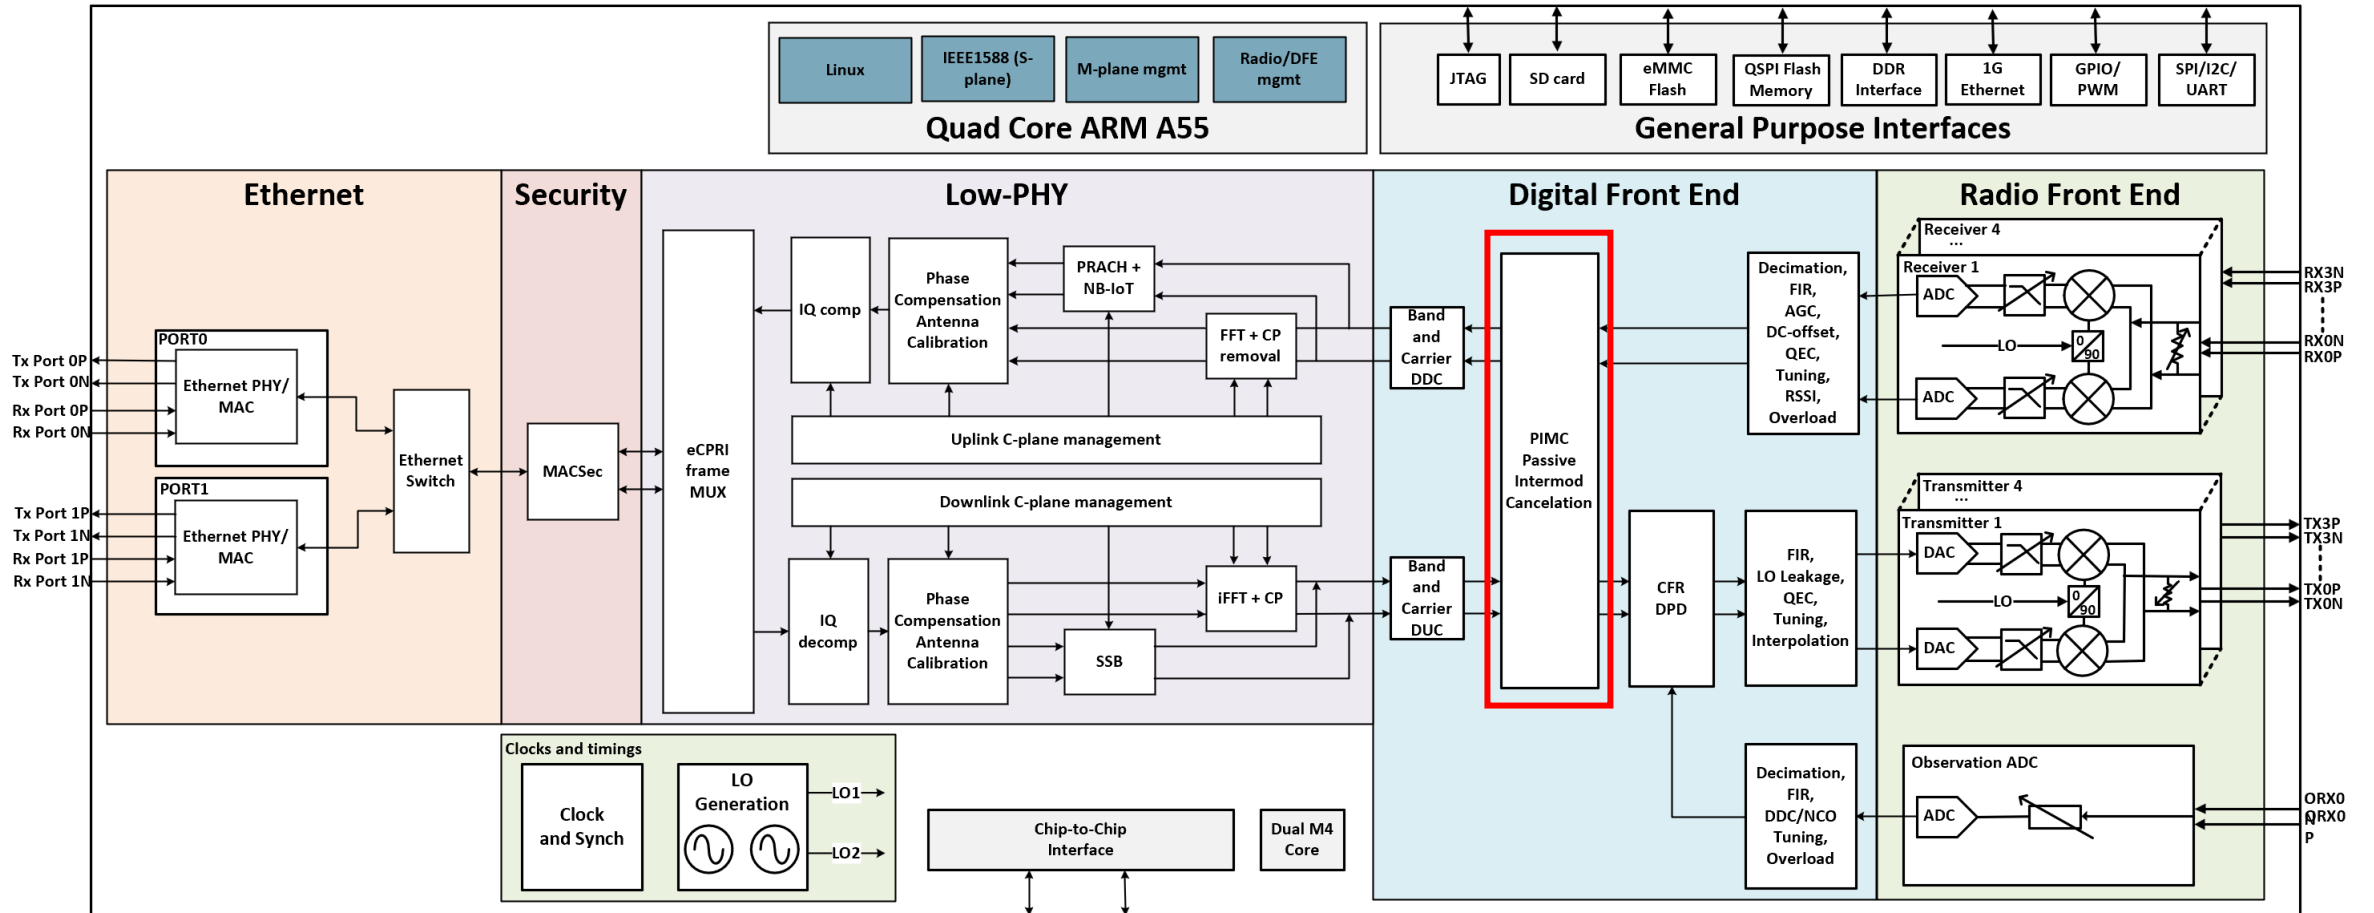 Linux
IEEE1588 (S-
plane)
M-plane mgmt
Radio/DFE
mgmt
Quad Core ARM A55
JTAG
SD card
eMMC
Flash
QSPI Flash
Memory
DDR
Interface
1G
Ethernet
GPIO/
PWM
SPI/I2C/
UART
General Purpose Interfaces
Ethernet
PORT0
Ethernet PHY/
MAC
Tx Port 0P
Tx Port 0N
Rx Port 0P
Rx Port 0N
PORT1
Ethernet PHY/
MAC
Tx Port 1P
Tx Port 1N
Rx Port 1P
Rx Port 1N
Ethernet
Switch
Security
MACSec
Low-PHY
eCPRI
frame
MUX
IQ comp
Phase
Compensation
Antenna
Calibration
PRACH +
NB-IoT
FFT + CP
removal
Uplink C-plane management
Downlink C-plane management
IQ
decomp
Phase
Compensation
Antenna
Calibration
iFFT + CP
SSB
Digital Front End
Band
and
Carrier
DDC
Band
and
Carrier
DUC
PIMC
Passive
Intermod
Cancelation
Decimation,
FIR,
AGC,
DC-offset,
QEC,
Tuning,
RSSI,
Overload
CFR
DPD
FIR,
LO Leakage,
QEC,
Tuning,
Interpolation
Decimation,
FIR,
DDC/NCO
Tuning,
Overload
Radio Front End
Receiver 4
...
Receiver 1
ADC
LO
0
90
ADC
RX3N
RX3P
RX0N
RX0P
Transmitter 4
...
Transmitter 1
DAC
LO
0
90
DAC
TX3P
TX3N
TX0P
TX0N
Observation ADC
ADC
ORX0
N
ORX0
P
Clocks and timings
Clock
and Synch
LO
Generation
LO1
LO2
Chip-to-Chip
Interface
Dual M4
Core